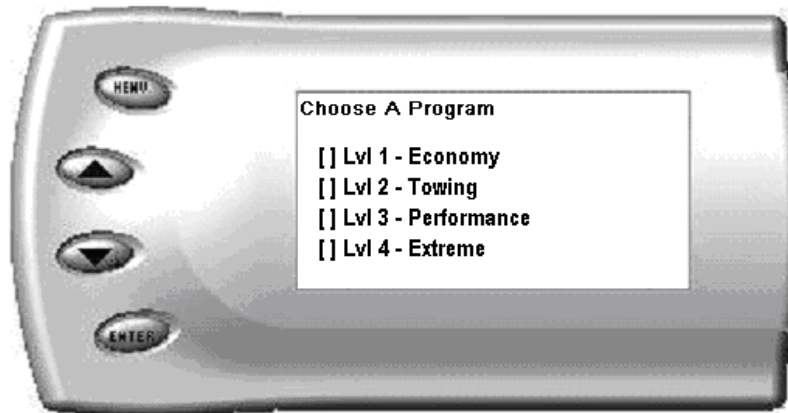 MENU
Choose A Program
[ ] Lvl 1 - Economy
[ ] Lvl 2 - Towing
[ ] Lvl 3 - Performance
[ ] Lvl 4 - Extreme
ENTER